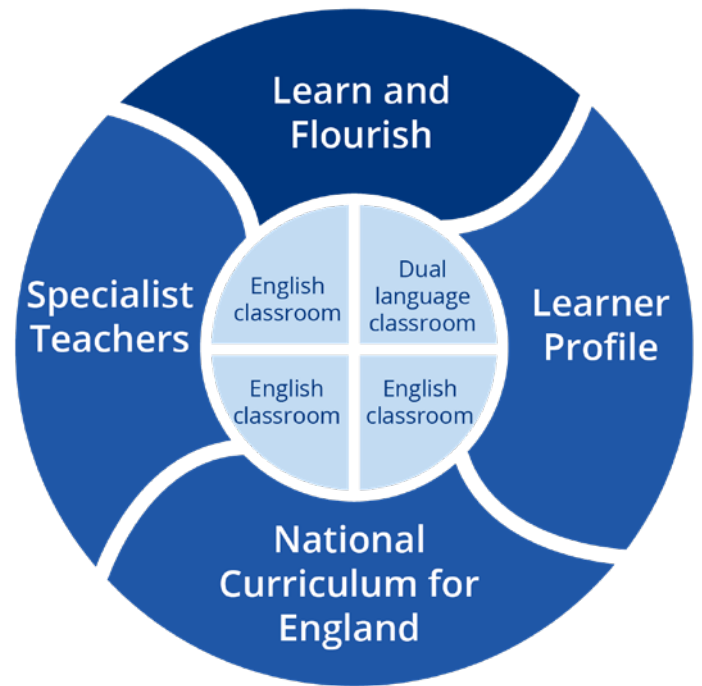 Learn and
Flourish
Specialist
Teachers
English
classroom
Dual
language
classroom
Learner
Profile
English
classroom
English
classroom
National
Curriculum for
England